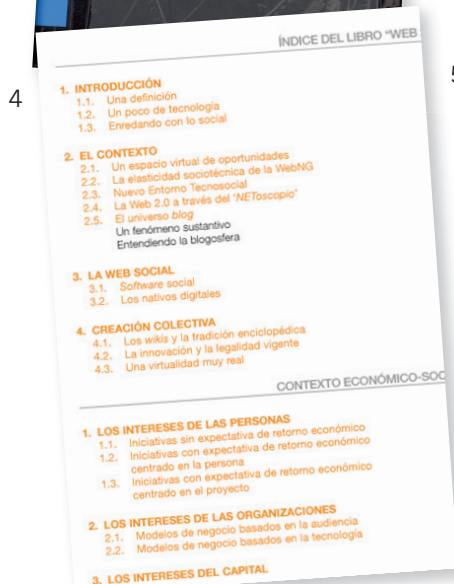 4
ÍNDICE DEL LIBRO "WEB
1. INTRODUCCIÓN
1.1. Una definición
1.2. Un poco de tecnología
1.3. Enredando con lo social
2. EL CONTEXTO
2.1. Un espacio virtual de oportunidades
2.2. La elasticidad sociotécnica de la WebNG
2.3. Nuevo Entorno Tecnosocial
2.4. La Web 2.0 a través del 'NEToscopio'
2.5. El universo blog
Un fenómeno sustantivo
Entendiendo la blogosfera
3. LA WEB SOCIAL
3.1. Software social
3.2. Los nativos digitales
4. CREACIÓN COLECTIVA
4.1. Los wikis y la tradición enciclopédica
4.2. La innovación y la legalidad vigente
4.3. Una virtualidad muy real
CONTEXTO ECONÓMICO-SOC
1. LOS INTERESES DE LAS PERSONAS
1.1. Iniciativas sin expectativa de retorno económico
1.2. Iniciativas con expectativa de retorno económico
centrado en la persona
1.3. Iniciativas con expectativa de retorno económico
centrado en el proyecto
2. LOS INTERESES DE LAS ORGANIZACIONES
2.1. Modelos de negocio basados en la audiencia
2.2. Modelos de negocio basados en la tecnología
3. LOS INTERESES DEL CAPITAL